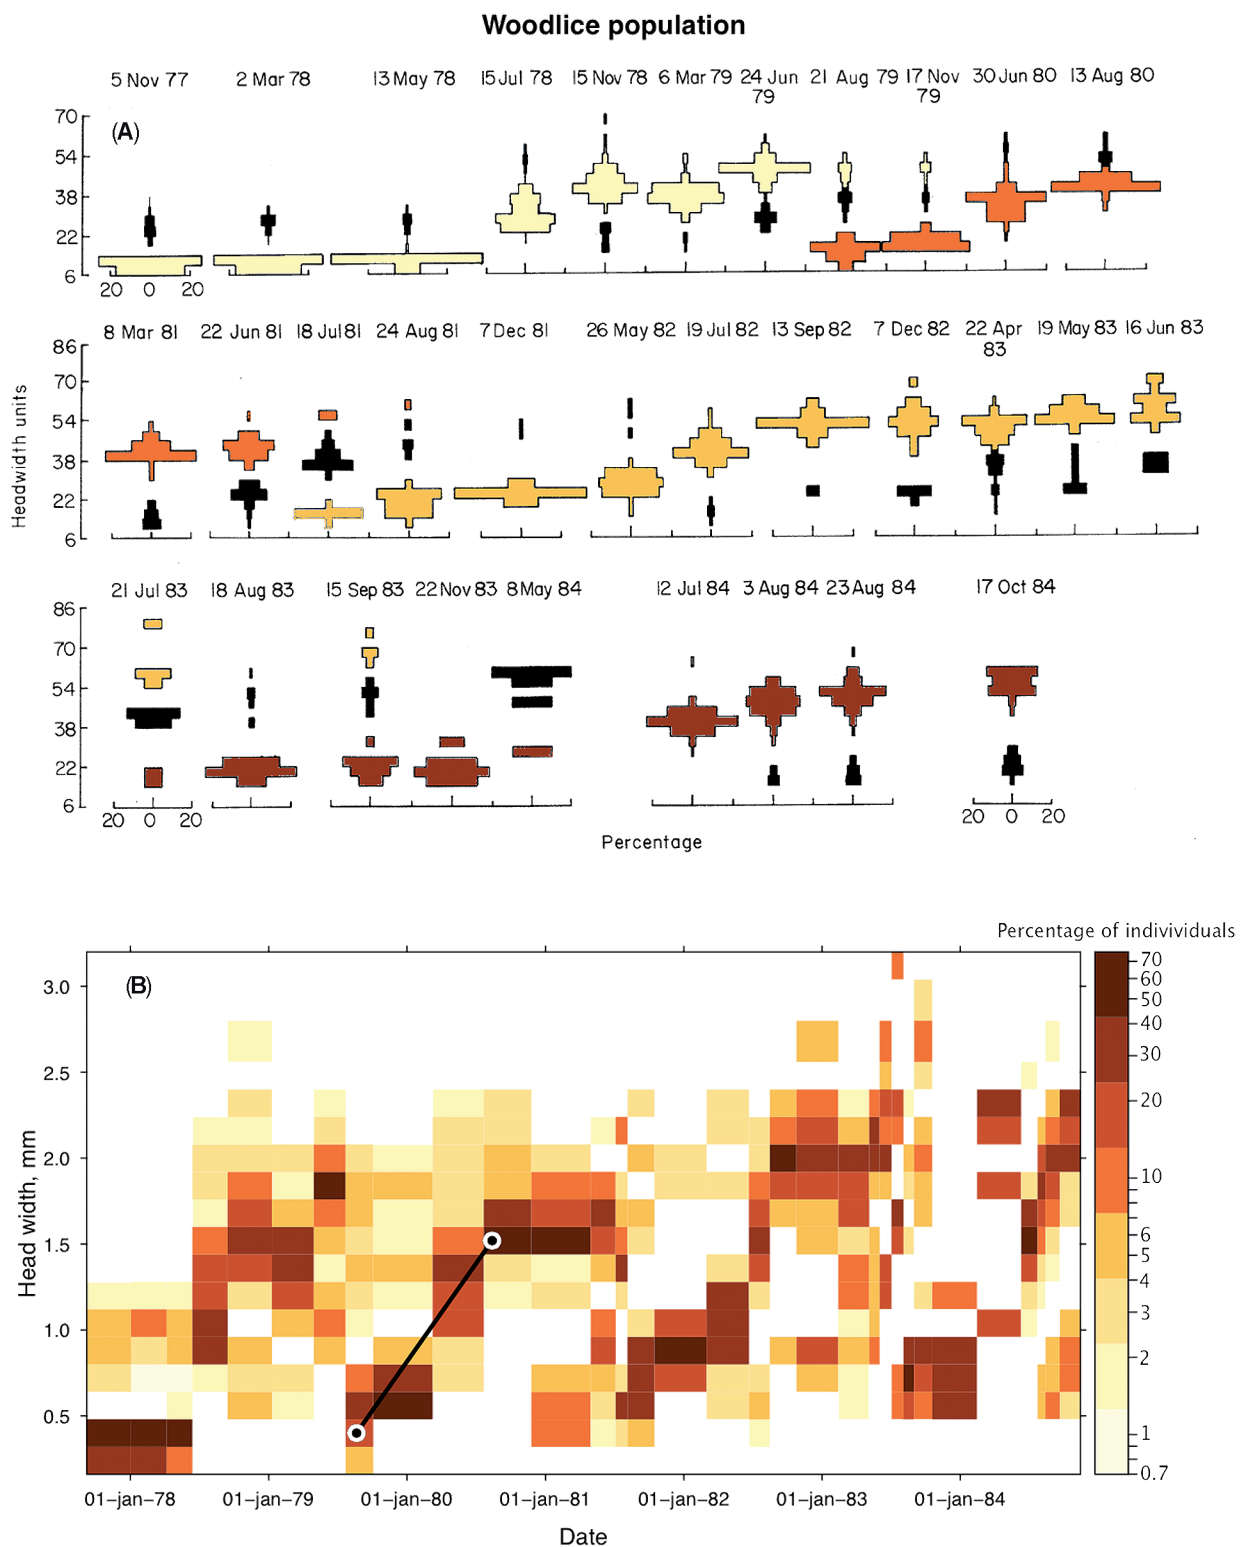 Woodlice population
5 Nov 77 2 Mar 78 13 May 78 15 Jul 78 15 Nov 78 6 Mar 79 24 Jun 79 21 Aug 79 17 Nov 79 30 Jun 80 13 Aug 80
(A)
70
54
38
22
6
20 0 20
8 Mar 81 22 Jun 81 18 Jul 81 24 Aug 81 7 Dec 81 26 May 82 19 Jul 82 13 Sep 82 7 Dec 82 22 Apr 83 19 May 83 16 Jun 83
Headwidth units
86
70
54
38
22
6
21 Jul 83 18 Aug 83 15 Sep 83 22 Nov 83 8 May 84 12 Jul 84 3 Aug 84 23 Aug 84 17 Oct 84
86
70
54
38
22
6
20 0 20 20 0 20
Percentage
Percentage of indivividuals
(B)
Head width, mm
3.0
2.5
2.0
1.5
1.0
0.5
70
60
50
40
30
20
10
6
5
4
3
2
1
0.7
01–jan–78 01–jan–79 01–jan–80 01–jan–81 01–jan–82 01–jan–83 01–jan–84
Date